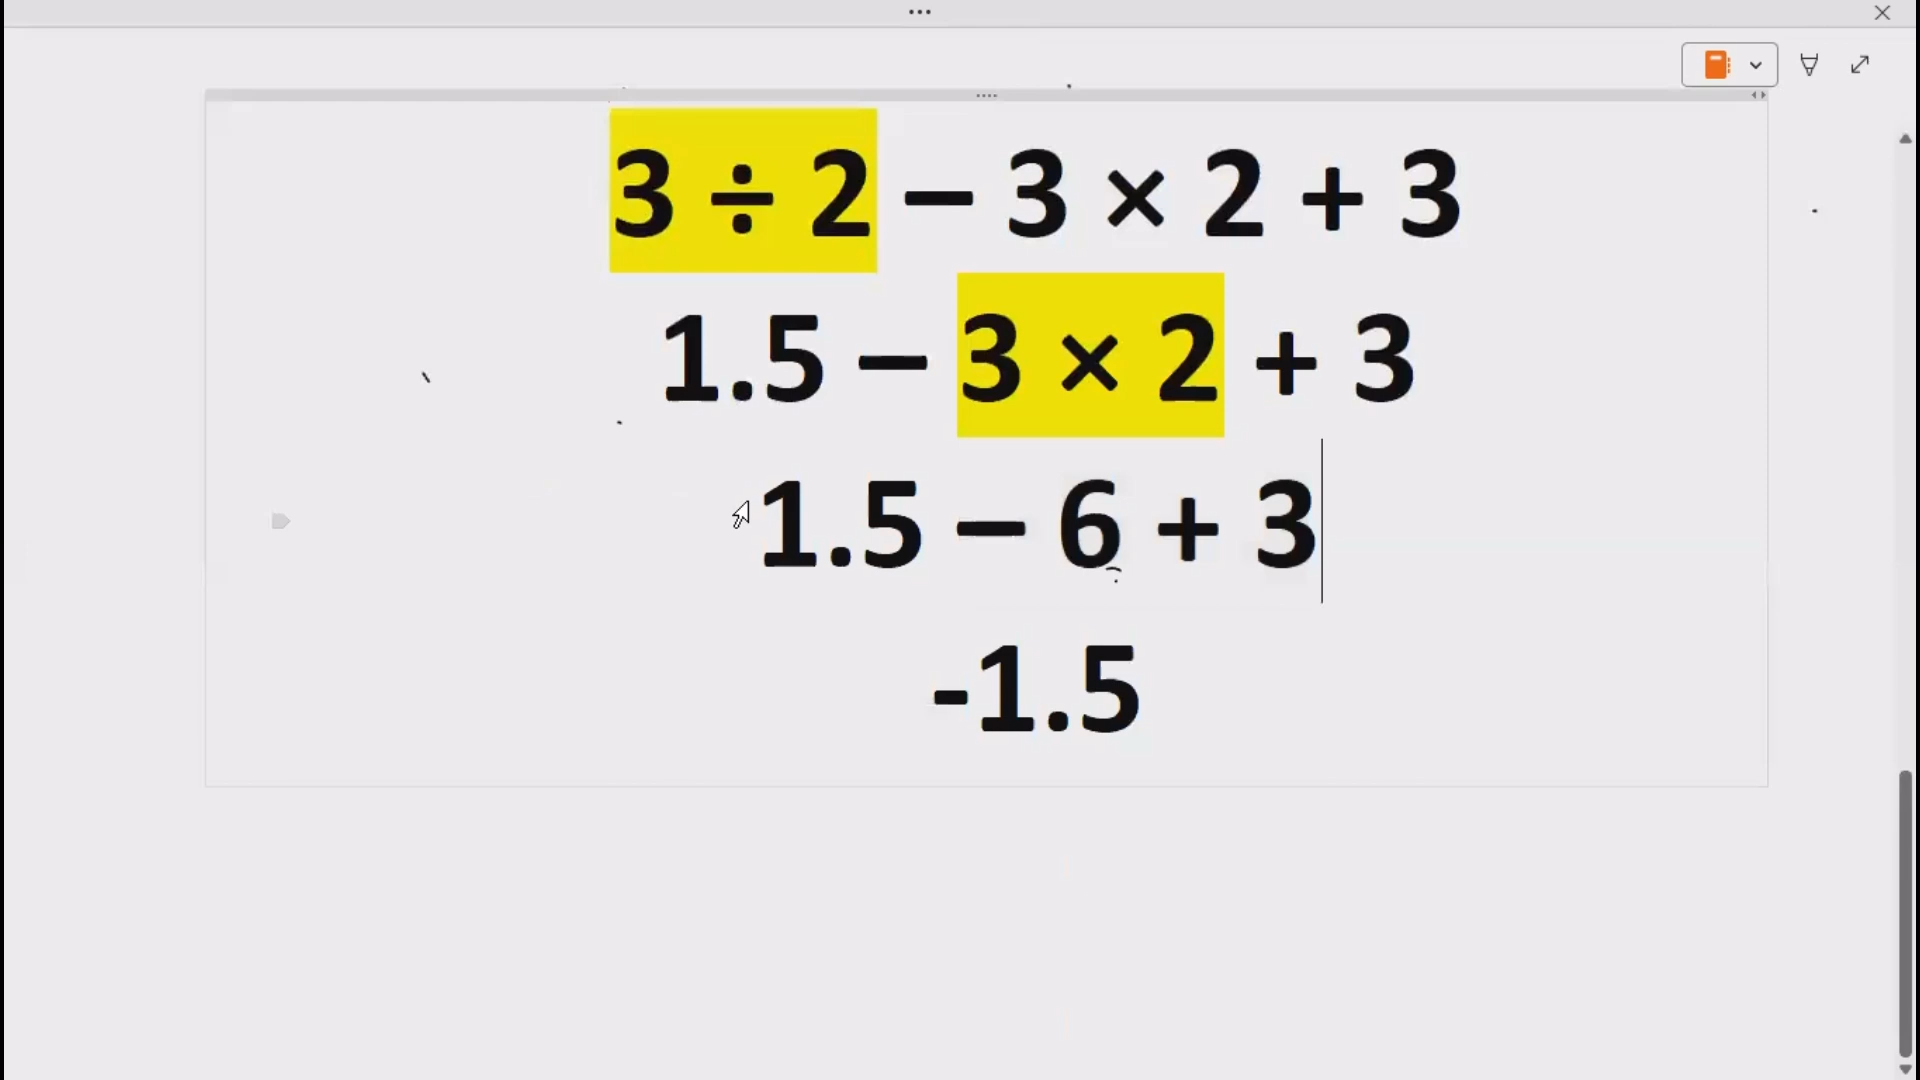 3 ÷ 2 – 3 × 2 + 3
1.5 – 3 × 2 + 3
1.5 – 6 + 3
-1.5